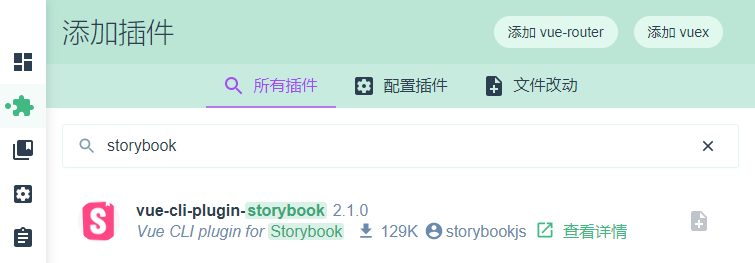 添加插件
添加 vue-router
添加 vuex
所有插件
配置插件
文件改动
storybook
vue-cli-plugin-storybook 2.1.0
Vue CLI plugin for Storybook 129K storybookjs 查看详情